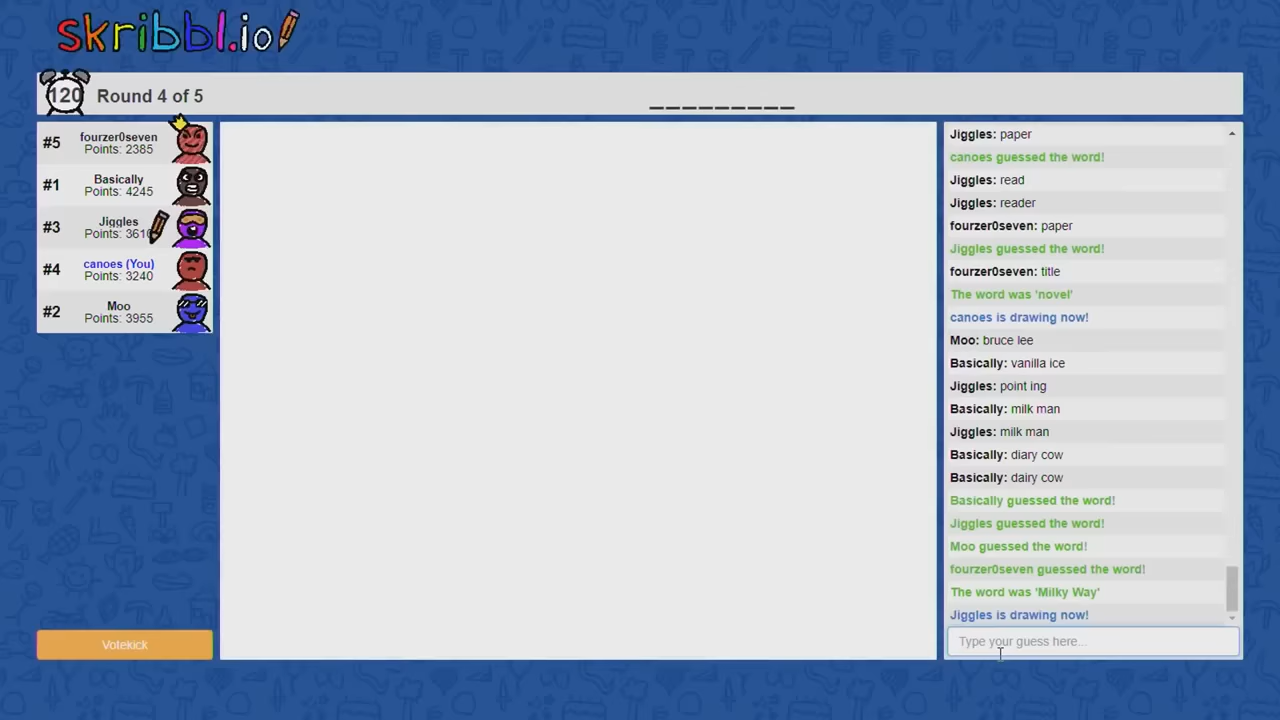 skribbl.io
120 Round 4 of 5 _________
#5 fourzer0seven
Points: 2385
#1 Basically
Points: 4245
#3 Jiggles
Points: 3610
#4 canoes (You)
Points: 3240
#2 Moo
Points: 3955
Votekick
Jiggles: paper
canoes guessed the word!
Jiggles: read
Jiggles: reader
fourzer0seven: paper
Jiggles guessed the word!
fourzer0seven: title
The word was 'novel'
canoes is drawing now!
Moo: bruce lee
Basically: vanilla ice
Jiggles: point ing
Basically: milk man
Jiggles: milk man
Basically: diary cow
Basically: dairy cow
Basically guessed the word!
Jiggles guessed the word!
Moo guessed the word!
fourzer0seven guessed the word!
The word was 'Milky Way'
Jiggles is drawing now!
Type your guess here...